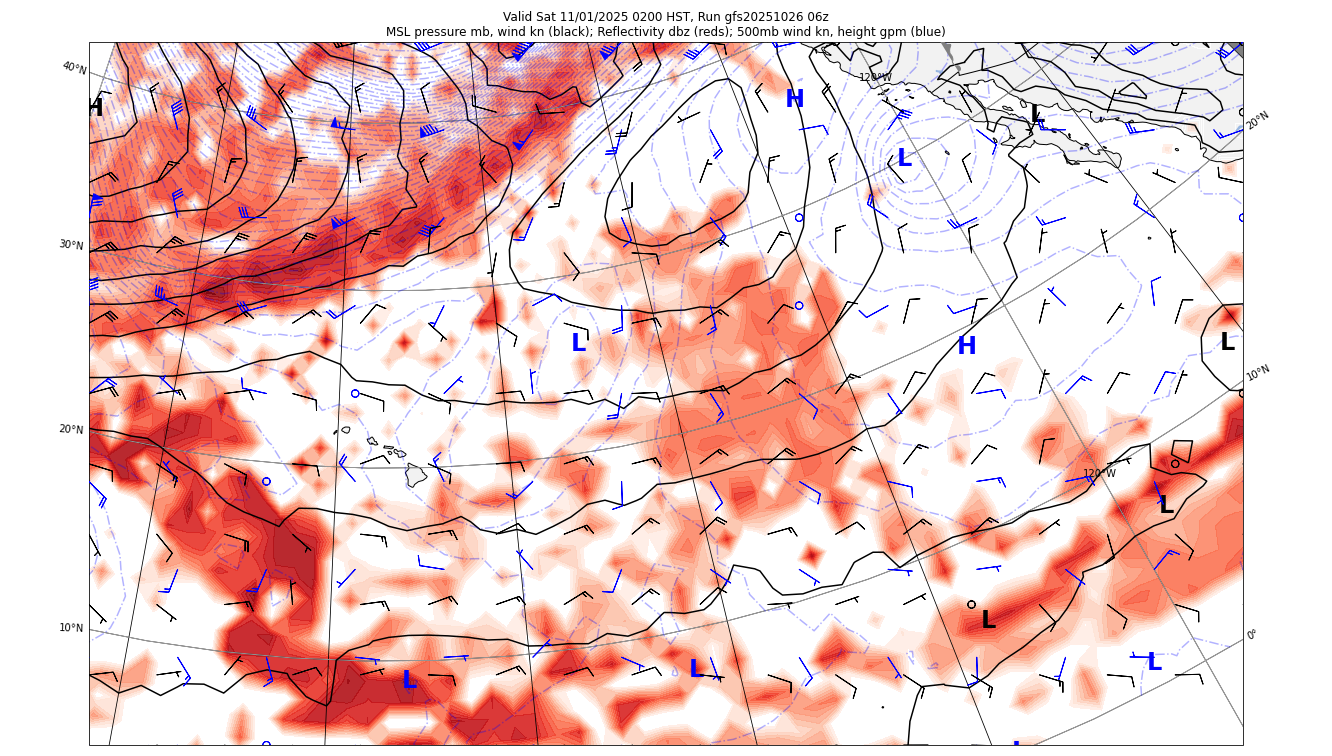 Valid Sat 11/01/2025 0200 HST, Run gfs20251026 06z
MSL pressure mb, wind kn (black); Reflectivity dbz (reds); 500mb wind kn, height gpm (blue)
40°N
120°W
H
H
L
20°N
L
30°N
L
H
L
10°N
20°N
120°W
L
10°N
L
0°
L
L
L